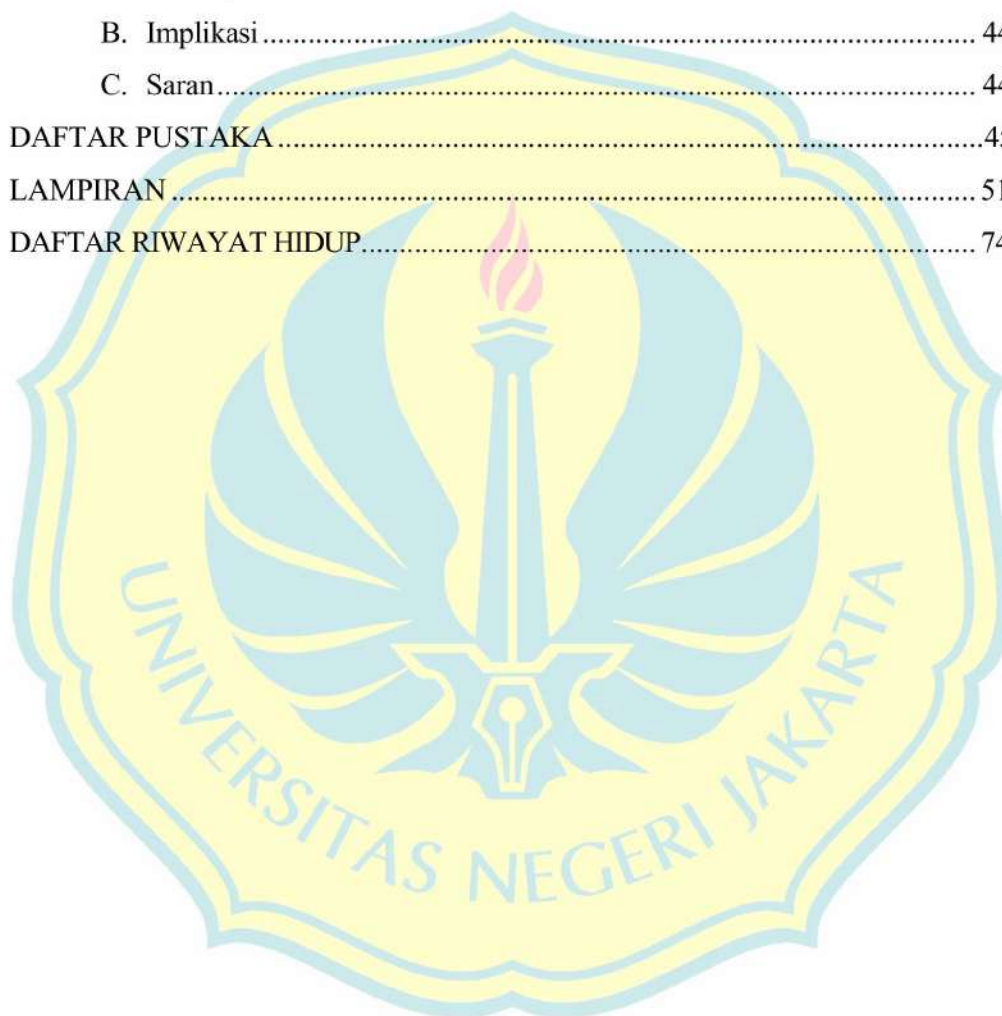 B. Implikasi ........................................................................................... 44
C. Saran ................................................................................................. 44
DAFTAR PUSTAKA .......................................................................................... 4
LAMPIRAN ....................................................................................................... 51
DAFTAR RIWAYAT HIDUP .............................................................................. 74
UNIVERSITAS NEGERI JAKARTA